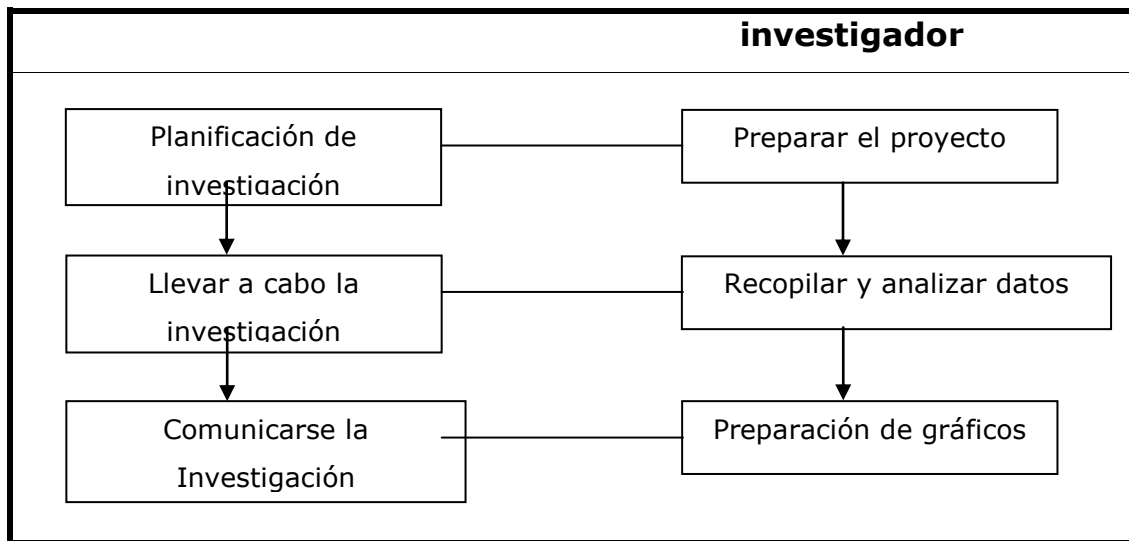 investigador
Planificación de
investigación
Preparar el proyecto
Llevar a cabo la
investigación
Recopilar y analizar datos
Comunicarse la
Investigación
Preparación de gráficos